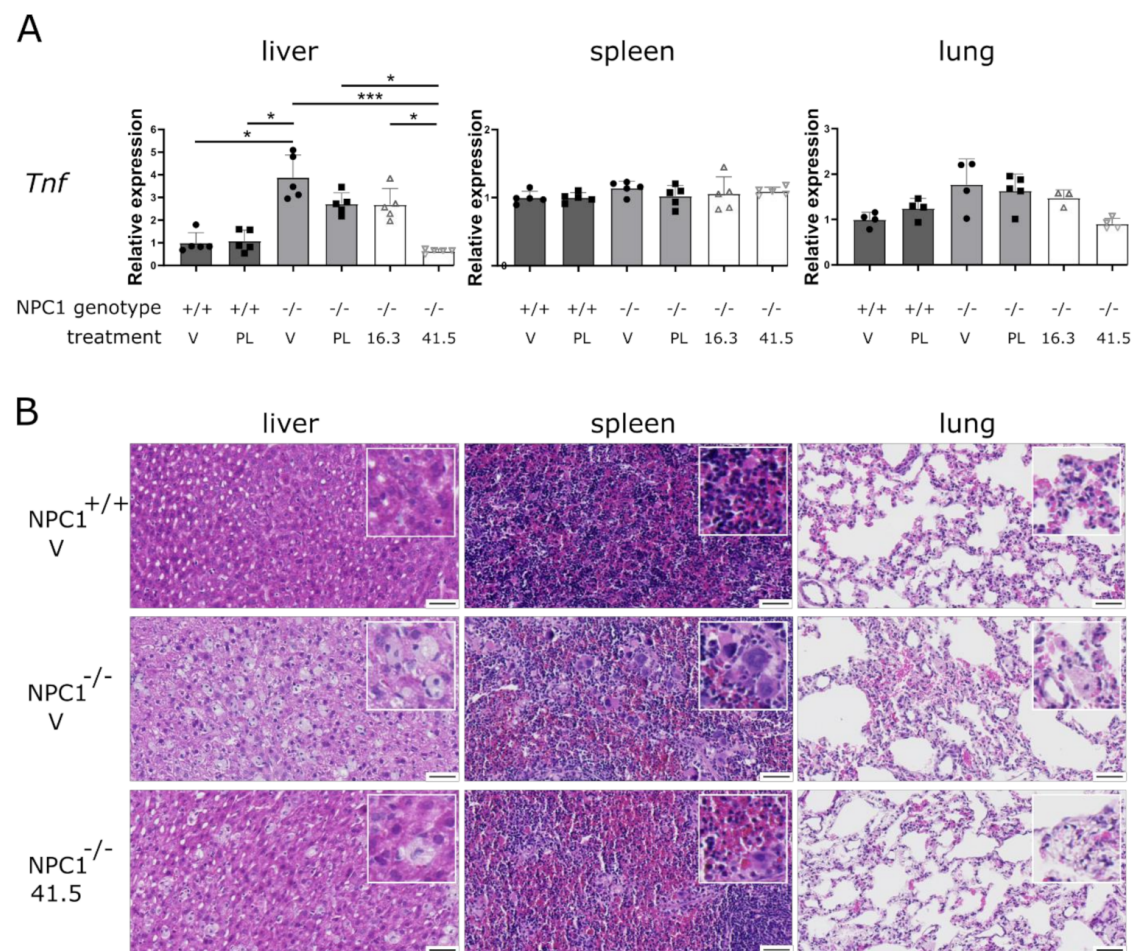 A
liver spleen lung
*
***
* *
*
Tnf
Relative expression
6
5
4
3
2
1
0
Relative expression
2
1
0
Relative expression
3
2
1
0
NPC1 genotype +/+ +/+ -/- -/- -/- -/- +/+ +/+ -/- -/- -/- -/- +/+ +/+ -/- -/- -/- -/-
treatment V PL V PL 16.3 41.5 V PL V PL 16.3 41.5 V PL V PL 16.3 41.5
B
liver spleen lung
NPC1+/+
V
NPC1-/-
V
NPC1-/-
41.5